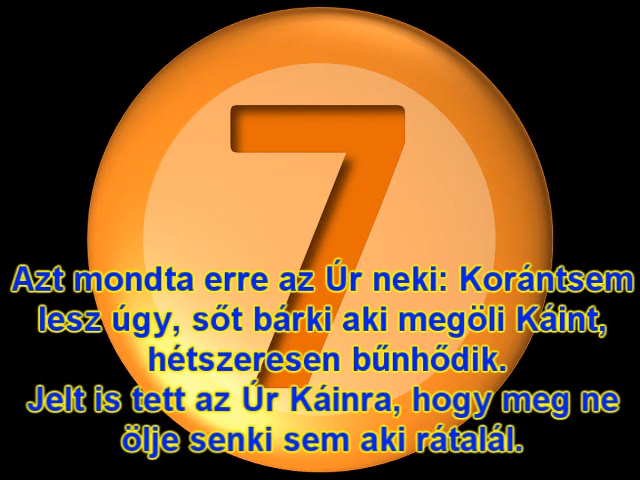 7
Azt mondta erre az Úr neki: Korántsem
lesz úgy, sőt bárki aki megöli Káint,
hétszeresen bűnhődik.
Jelt is tett az Úr Káinra, hogy meg ne
ölje senki sem aki rátalál.